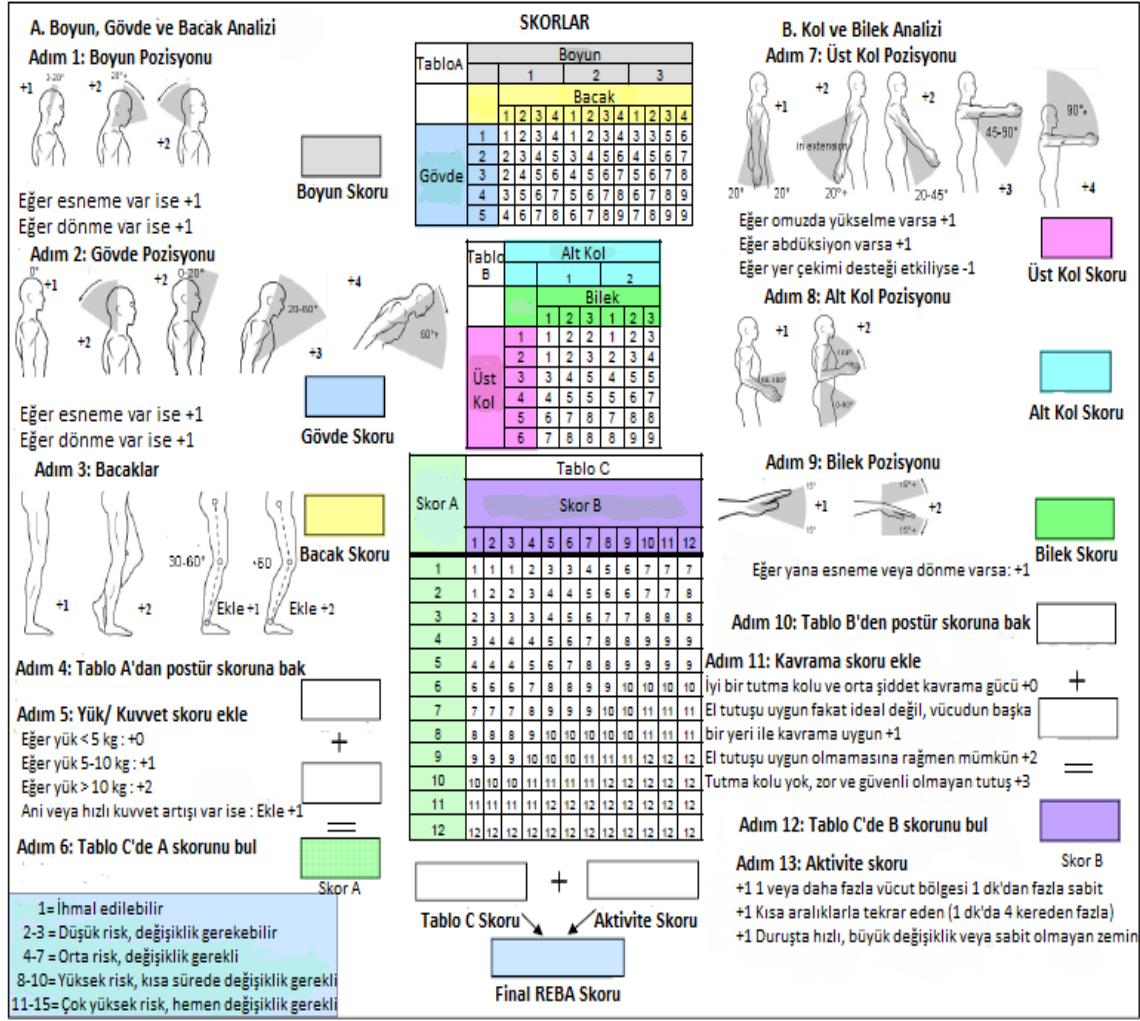 A. Boyun, Gövde ve Bacak Analizi
Adım 1: Boyun Pozisyonu
+1
+2
20°+
+2
Boyun Skoru
Eğer esneme var ise +1
Eğer dönme var ise +1
Adım 2: Gövde Pozisyonu
0°
+1
+2
+2
0-20°
20-60°
+3
+4
60°+
Eğer esneme var ise +1
Eğer dönme var ise +1
Gövde Skoru
Adım 3: Bacaklar
+1
+2
30-60°
Ekle +1
Ekle +2
Bacak Skoru
Adım 4: Tablo A'dan postür skoruna bak
Adım 5: Yük/ Kuvvet skoru ekle
Eğer yük < 5 kg : +0
Eğer yük 5-10 kg : +1
Eğer yük > 10 kg : +2
Ani veya hızlı kuvvet artışı var ise : Ekle +1
+
=
Adım 6: Tablo C'de A skorunu bul
Skor A
1= İhmal edilebilir
2-3 = Düşük risk, değişiklik gerekebilir
4-7 = Orta risk, değişiklik gerekli
8-10= Yüksek risk, kısa sürede değişiklik gerekli
11-15= Çok yüksek risk, hemen değişiklik gerekli
SKORLAR
TabloA
Boyun
1 2 3
Bacak
1 2 3 4 1 2 3 4 1 2 3 4
Gövde
1 1 2 3 4 1 2 3 4 3 3 5 6
2 2 3 4 5 3 4 5 6 4 5 6 7
3 2 4 5 6 4 5 6 7 5 6 7 8
4 3 5 6 7 5 6 7 8 6 7 8 9
5 4 6 7 8 6 7 8 9 7 8 9 9
Tablo B
Alt Kol
1 2
Bilek
1 2 3 1 2 3
Üst Kol
1 1 2 2 1 2 3
2 1 2 3 2 3 4
3 3 4 5 4 5 5
4 4 5 5 5 6 7
5 6 7 8 7 8 8
6 7 8 8 8 9 9
Tablo C
Skor A
Skor B
1 2 3 4 5 6 7 8 9 10 11 12
1 1 1 1 2 3 3 4 5 6 7 7 7
2 1 2 2 3 4 4 5 6 6 7 7 8
3 2 3 3 3 4 5 6 7 7 8 8 8
4 3 4 4 4 5 6 7 8 8 9 9 9
5 4 4 4 5 6 7 8 8 9 9 9 9
6 6 6 6 7 8 8 9 9 10 10 10 10
7 7 7 7 8 9 9 9 10 10 11 11 11
8 8 8 8 9 10 10 10 10 10 11 11 11
9 9 9 9 10 10 10 11 11 11 12 12 12
10 10 10 10 11 11 11 11 12 12 12 12 12
11 11 11 11 11 12 12 12 12 12 12 12 12
12 12 12 12 12 12 12 12 12 12 12 12 12
+
Tablo C Skoru
Aktivite Skoru
Final REBA Skoru
B. Kol ve Bilek Analizi
Adım 7: Üst Kol Pozisyonu
+1
20° 20°
+2
in extension
20°+
+2
20-45°
45-90°
+3
90°+
+4
Eğer omuzda yükselme varsa +1
Eğer abdüksiyon varsa +1
Eğer yer çekimi desteği etkiliyse -1
Üst Kol Skoru
Adım 8: Alt Kol Pozisyonu
+1
+2
Alt Kol Skoru
Adım 9: Bilek Pozisyonu
15°
+1
15°
15°+
+2
15°+
Bilek Skoru
Eğer yana esneme veya dönme varsa: +1
Adım 10: Tablo B'den postür skoruna bak
Adım 11: Kavrama skoru ekle
İyi bir tutma kolu ve orta şiddet kavrama gücü +0
El tutuşu uygun fakat ideal değil, vücudun başka
bir yeri ile kavrama uygun +1
El tutuşu uygun olmamasına rağmen mümkün +2
Tutma kolu yok, zor ve güvenli olmayan tutuş +3
+
=
Adım 12: Tablo C'de B skorunu bul
Skor B
Adım 13: Aktivite skoru
+1 1 veya daha fazla vücut bölgesi 1 dk'dan fazla sabit
+1 Kısa aralıklarla tekrar eden (1 dk'da 4 kereden fazla)
+1 Duruşta hızlı, büyük değişiklik veya sabit olmayan zemin